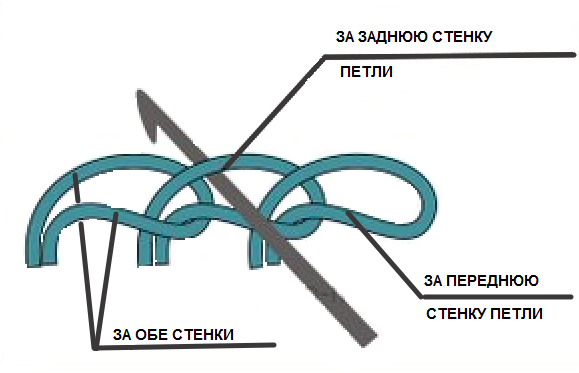 ЗА ЗАДНЮЮ СТЕНКУ
ПЕТЛИ
ЗА ПЕРЕДНЮЮ
СТЕНКУ ПЕТЛИ
ЗА ОБЕ СТЕНКИ